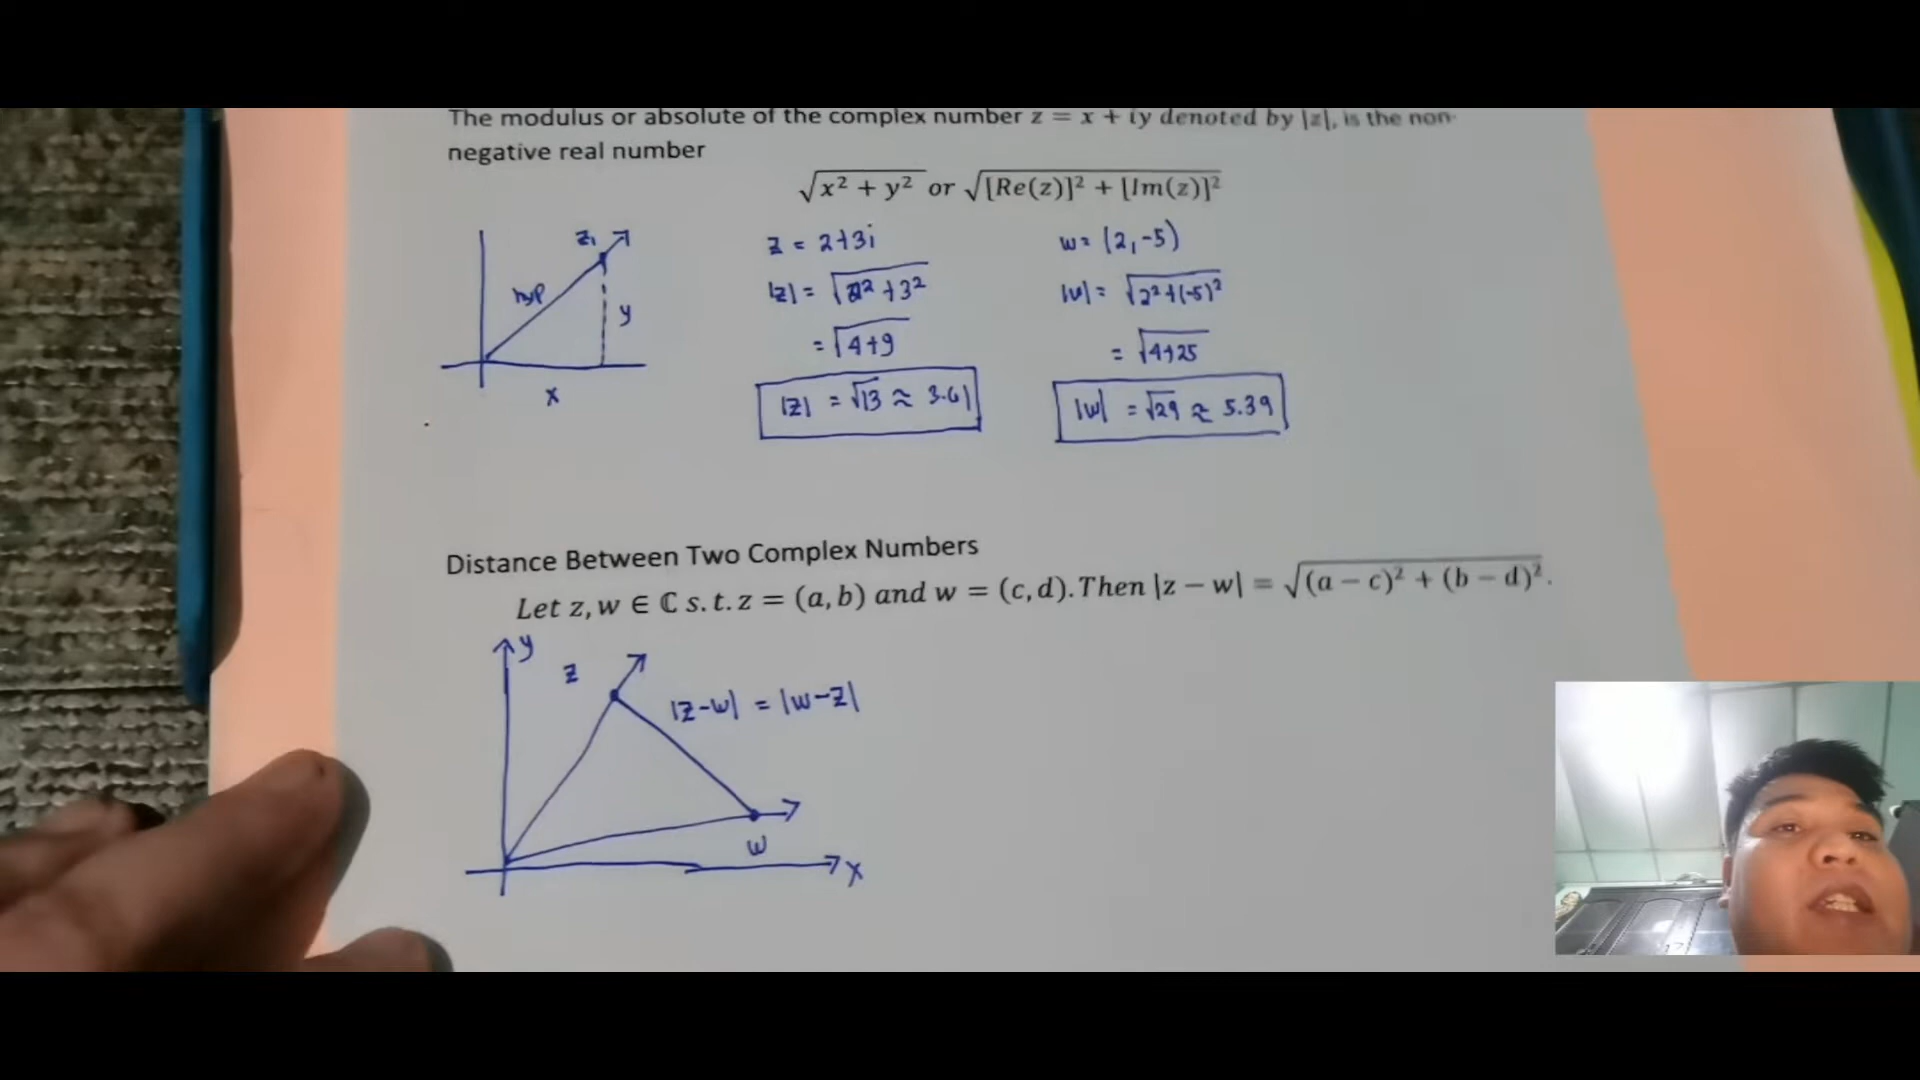 The modulus or absolute of the complex number z = x + iy denoted by |z|, is the non-
negative real number
√x² + y² or √[Re(z)]² + [Im(z)]²
z₁
hyp
y
x
z = 2+3i
|z| = √2² + 3²
= √4+9
|z| = √13 ≈ 3.61
w = (2, -5)
|w| = √2²+(-5)²
= √4+25
|w| = √29 ≈ 5.39
Distance Between Two Complex Numbers
Let z, w ∈ ℂ s. t. z = (a, b) and w = (c, d). Then |z − w| = √(a − c)² + (b − d)².
y
z
|z-w| = |w-z|
w
x